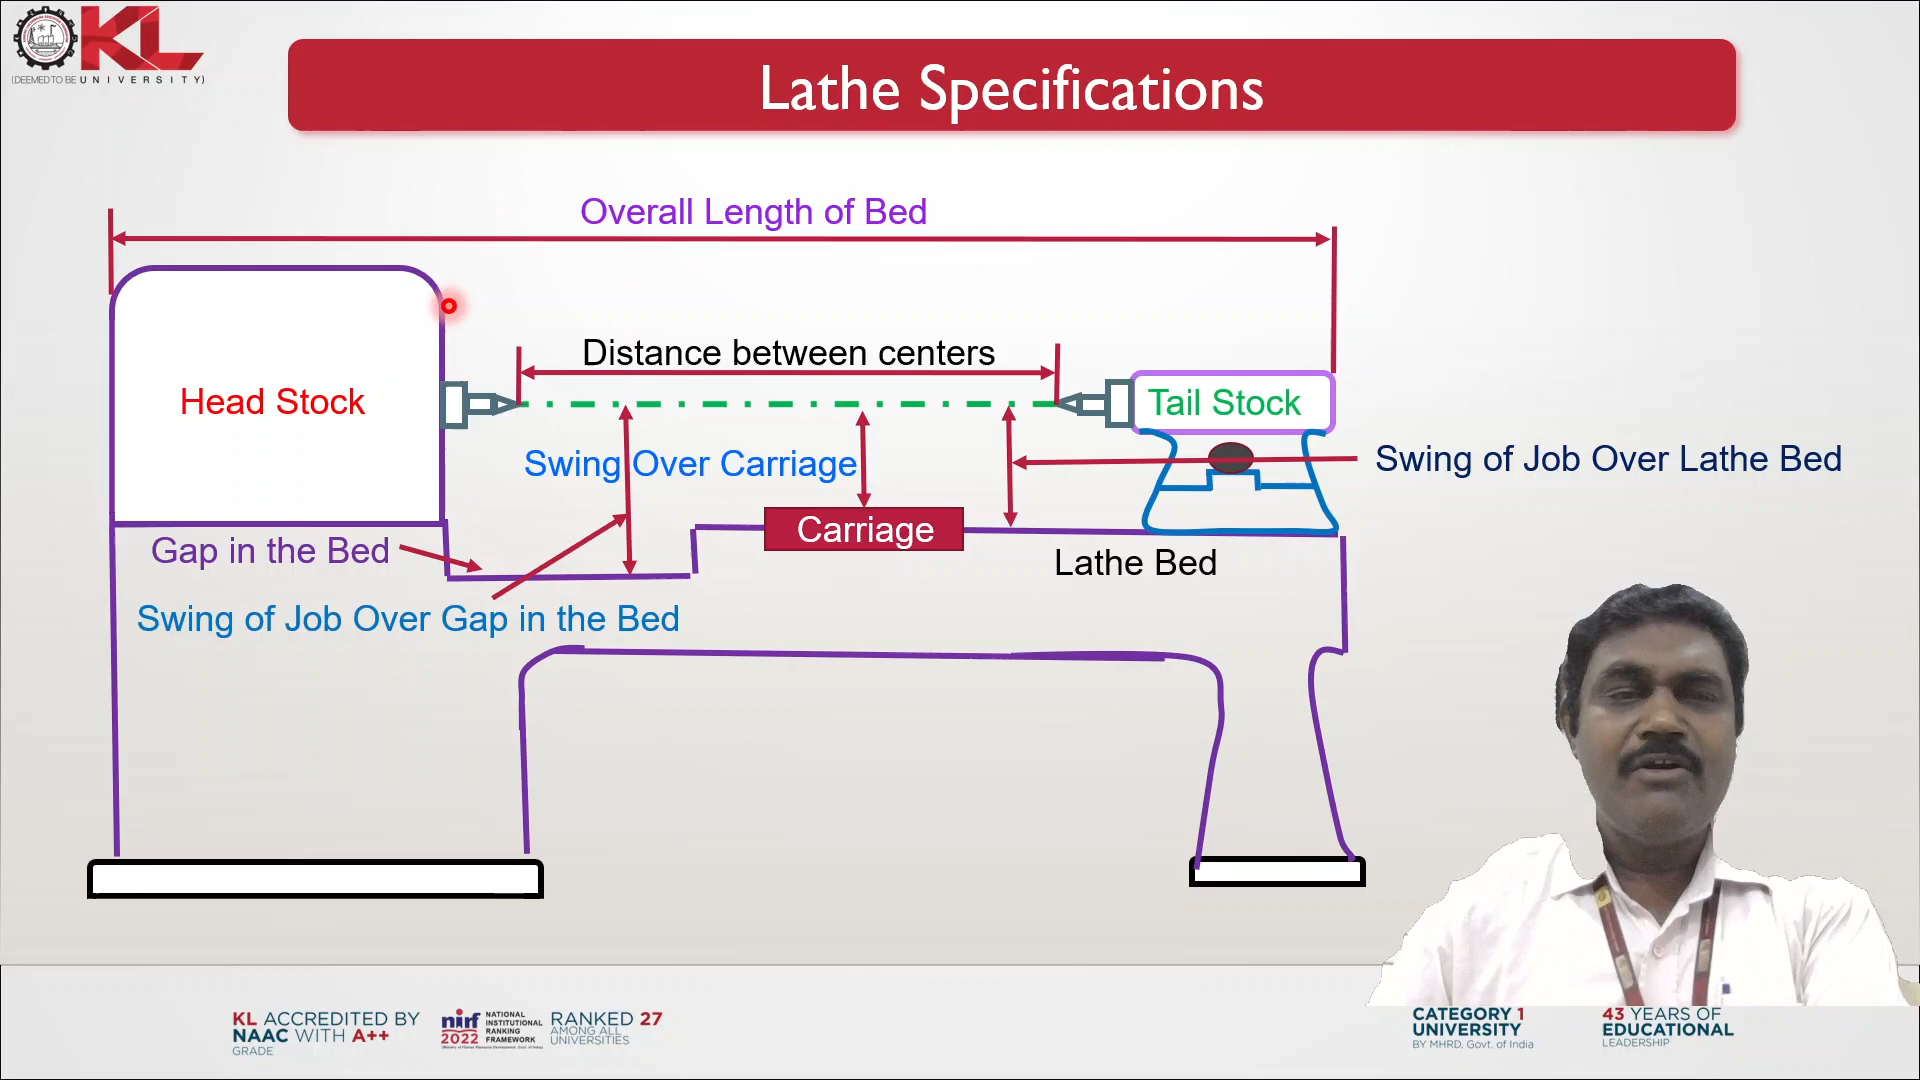 KL
(DEEMED TO BE UNIVERSITY)
Lathe Specifications
Overall Length of Bed
Distance between centers
Head Stock
Tail Stock
Swing Over Carriage
Swing of Job Over Lathe Bed
Carriage
Gap in the Bed
Lathe Bed
Swing of Job Over Gap in the Bed
KL ACCREDITED BY
NAAC WITH A++
GRADE
nirf
2022
NATIONAL
INSTITUTIONAL
RANKING
FRAMEWORK
RANKED 27
AMONG ALL
UNIVERSITIES
CATEGORY 1
UNIVERSITY
BY MHRD, Govt. of India
43 YEARS OF
EDUCATIONAL
LEADERSHIP